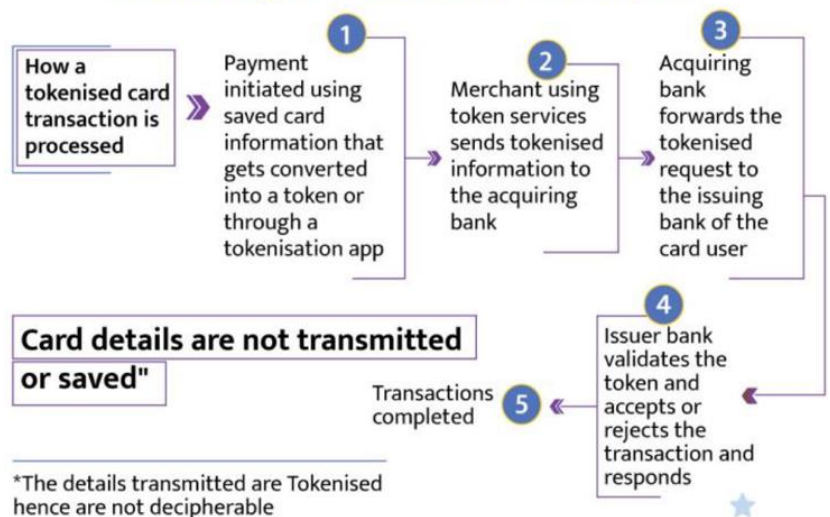 How a
tokenised card
transaction is
processed
1
Payment
initiated using
saved card
information that
gets converted
into a token or
through a
tokenisation app
2
Merchant using
token services
sends tokenised
information to
the acquiring
bank
3
Acquiring
bank
forwards the
tokenised
request to
the issuing
bank of the
card user
4
Issuer bank
validates the
token and
accepts or
rejects the
transaction and
responds
Transactions
completed
5
Card details are not transmitted
or saved"
*The details transmitted are Tokenised
hence are not decipherable